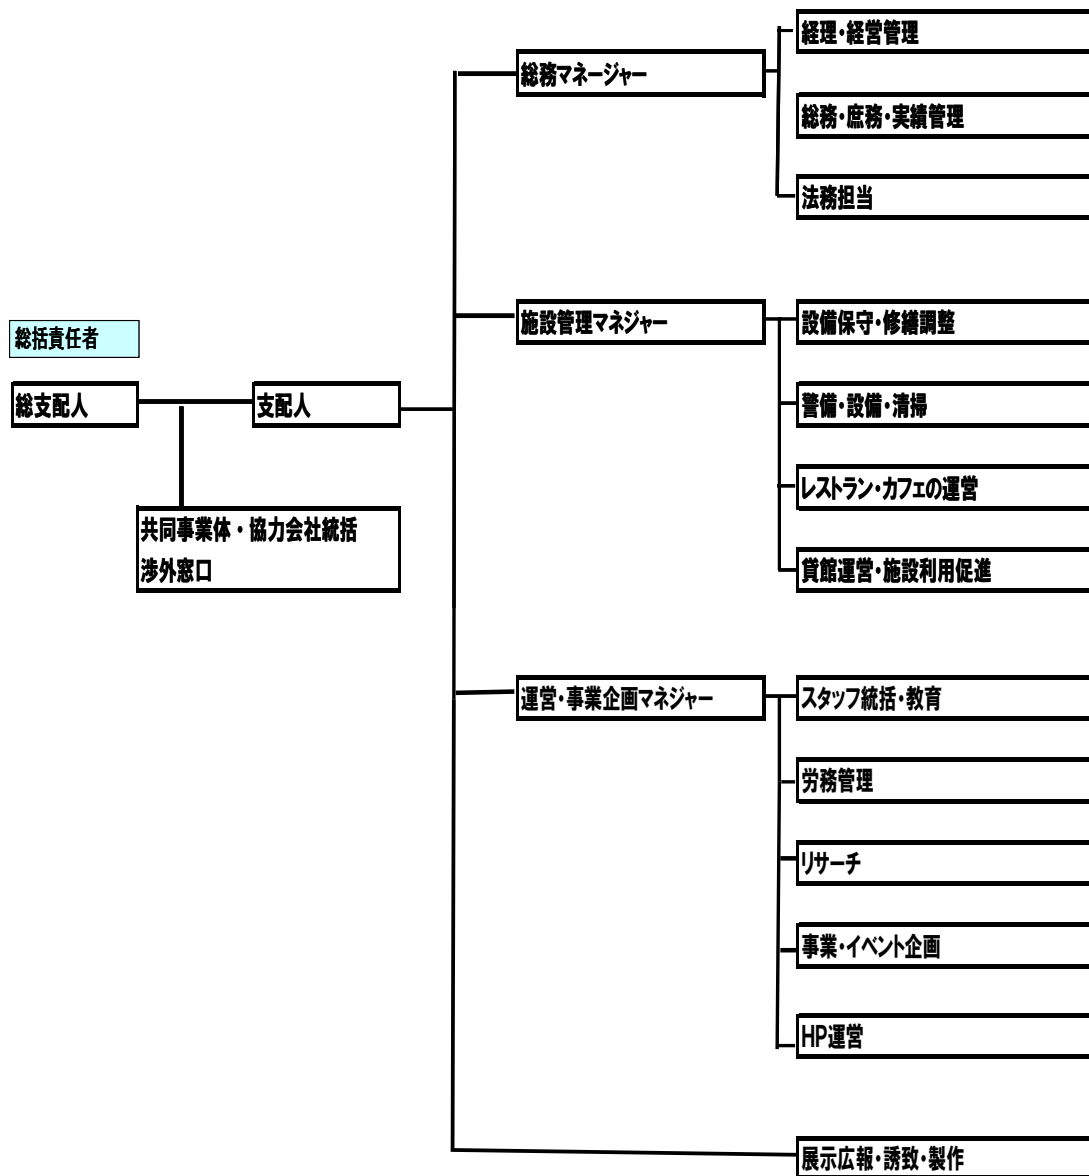 総括責任者
総支配人
支配人
共同事業体・協力会社統括
渉外窓口
総務マネージャー
経理・経営管理
総務・庶務・実績管理
法務担当
施設管理マネジャー
設備保守・修繕調整
警備・設備・清掃
レストラン・カフェの運営
貸館運営・施設利用促進
運営・事業企画マネジャー
スタッフ統括・教育
労務管理
リサーチ
事業・イベント企画
HP運営
展示広報・誘致・製作